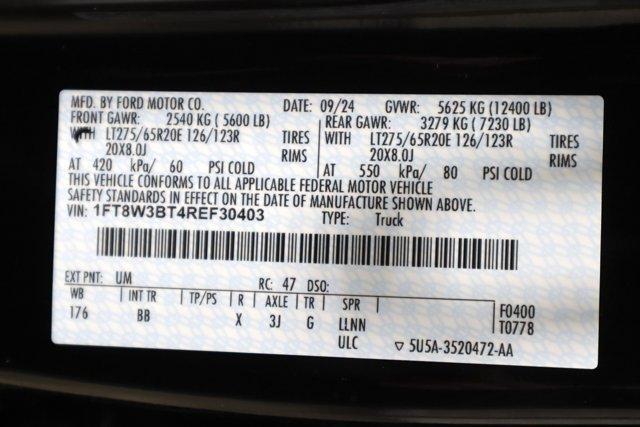 MFD. BY FORD MOTOR CO. DATE: 09/24 GVWR: 5625 KG (12400 LB)
FRONT GAWR: 2540 KG ( 5600 LB) REAR GAWR: 3279 KG ( 7230 LB)
WITH LT275/65R20E 126/123R TIRES WITH LT275/65R20E 126/123R TIRES
20X8.0J RIMS 20X8.0J RIMS
AT 420 kPa/ 60 PSI COLD AT 550 kPa/ 80 PSI COLD
THIS VEHICLE CONFORMS TO ALL APPLICABLE FEDERAL MOTOR VEHICLE
SAFETY STANDARDS IN EFFECT ON THE DATE OF MANUFACTURE SHOWN ABOVE.
VIN: 1FT8W3BT4REF30403 TYPE: Truck
EXT PNT: UM RC: 47 DSO:
WB INT TR TP/PS R AXLE TR SPR F0400
176 BB X 3J G LLNN T0778
ULC ▽ 5U5A-3520472-AA